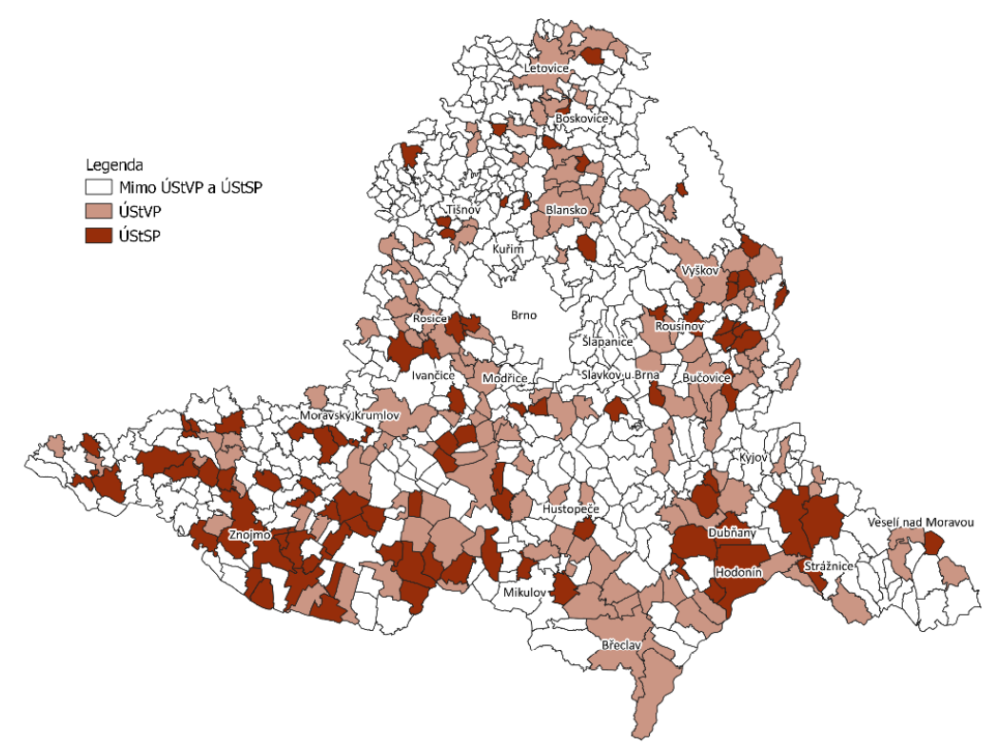 Letovice
Boskovice
Legenda
Mimo ÚStVP a ÚStSP
ÚStVP
ÚStSP
Tišnov
Blansko
Kuřim
Vyškov
Brno
Rosice
Rousínov
Šlapanice
Ivančice
Modřice
Slavkov u Brna
Bučovice
Moravský Krumlov
Kyjov
Hustopeče
Veselí nad Moravou
Znojmo
Dubňany
Strážnice
Hodonín
Mikulov
Břeclav